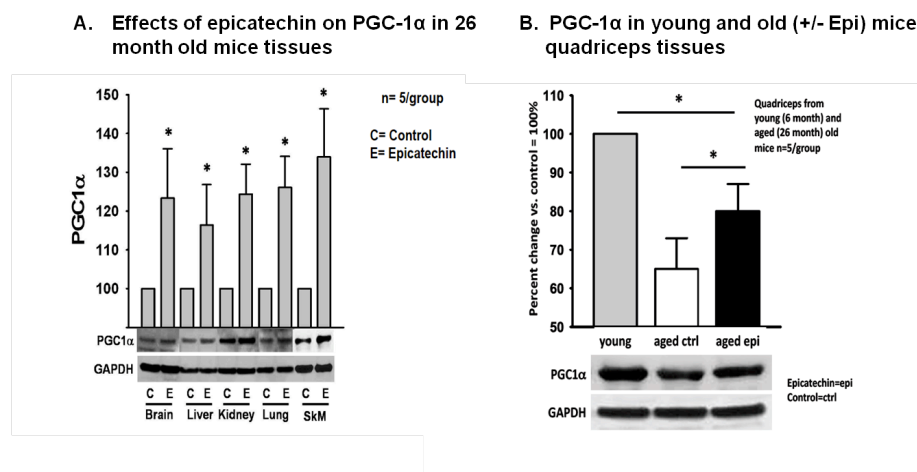 A. Effects of epicatechin on PGC-1α in 26
month old mice tissues
PGC1α
150
140
130
120
110
100
* * * * *
n= 5/group
C= Control
E= Epicatechin
PGC1α
GAPDH
C E C E C E C E C E
Brain Liver Kidney Lung SkM
B. PGC-1α in young and old (+/- Epi) mice
quadriceps tissues
Percent change vs. control = 100%
110
100
90
80
70
60
50
*
*
Quadriceps from
young (6 month) and
aged (26 month) old
mice n=5/group
young aged ctrl aged epi
PGC1α
GAPDH
Epicatechin=epi
Control=ctrl